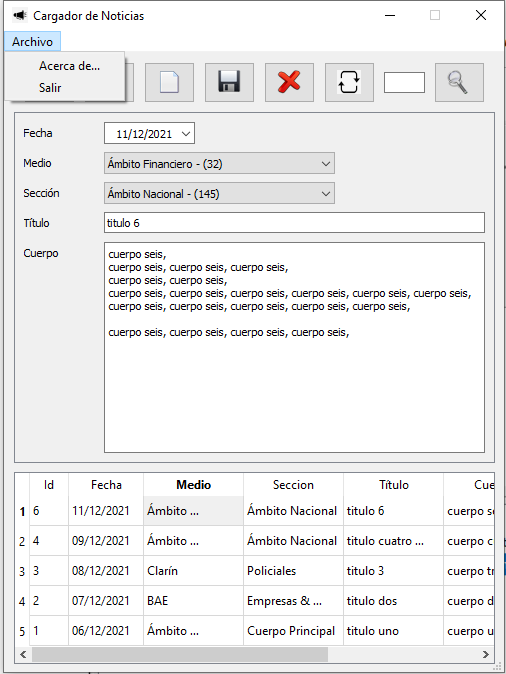 Cargador de Noticias
Archivo
Acerca de...
Salir
Fecha 11/12/2021
Medio Ámbito Financiero - (32)
Sección Ámbito Nacional - (145)
Título titulo 6
Cuerpo cuerpo seis,
cuerpo seis, cuerpo seis, cuerpo seis,
cuerpo seis, cuerpo seis,
cuerpo seis, cuerpo seis, cuerpo seis, cuerpo seis, cuerpo seis, cuerpo seis,
cuerpo seis, cuerpo seis, cuerpo seis, cuerpo seis, cuerpo seis,
cuerpo seis, cuerpo seis, cuerpo seis, cuerpo seis,
Id Fecha Medio Seccion Título Cue
1 6 11/12/2021 Ámbito ... Ámbito Nacional titulo 6 cuerpo s
2 4 09/12/2021 Ámbito ... Ámbito Nacional titulo cuatro ... cuerpo c
3 3 08/12/2021 Clarín Policiales titulo 3 cuerpo tr
4 2 07/12/2021 BAE Empresas & ... titulo dos cuerpo d
5 1 06/12/2021 Ámbito ... Cuerpo Principal titulo uno cuerpo u